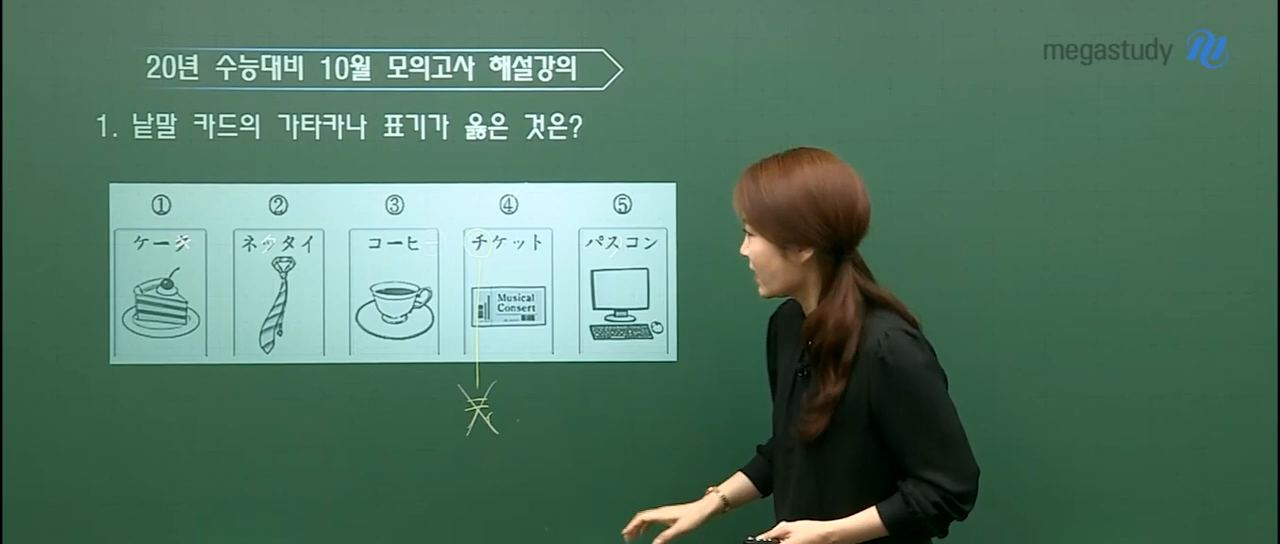 megastudy
20년 수능대비 10월 모의고사 해설강의
1. 낱말 카드의 가타카나 표기가 옳은 것은?
① ② ③ ④ ⑤
ネクタイ コーヒー チケット パスコン
Musical
Consert